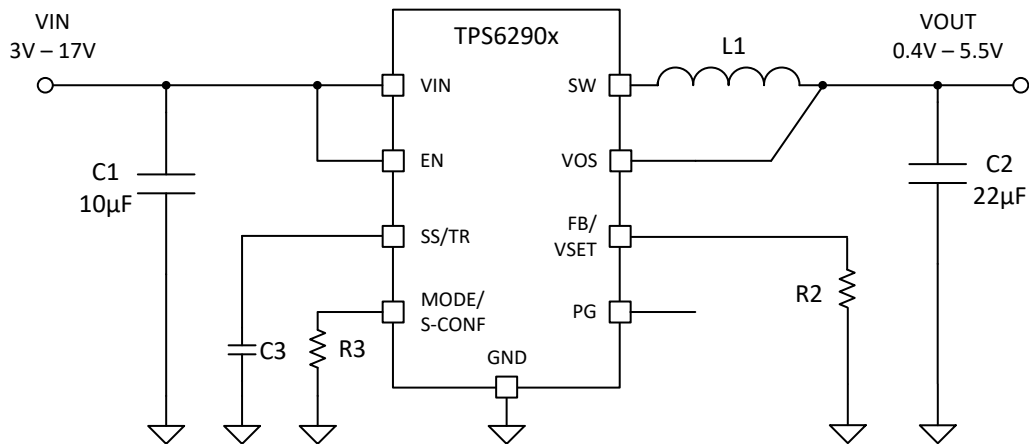 VIN
3V – 17V
TPS6290x
L1
VOUT
0.4V – 5.5V
VIN
SW
EN
VOS
C1
10µF
C2
22µF
SS/TR
FB/
VSET
MODE/
S-CONF
PG
R2
C3
R3
GND